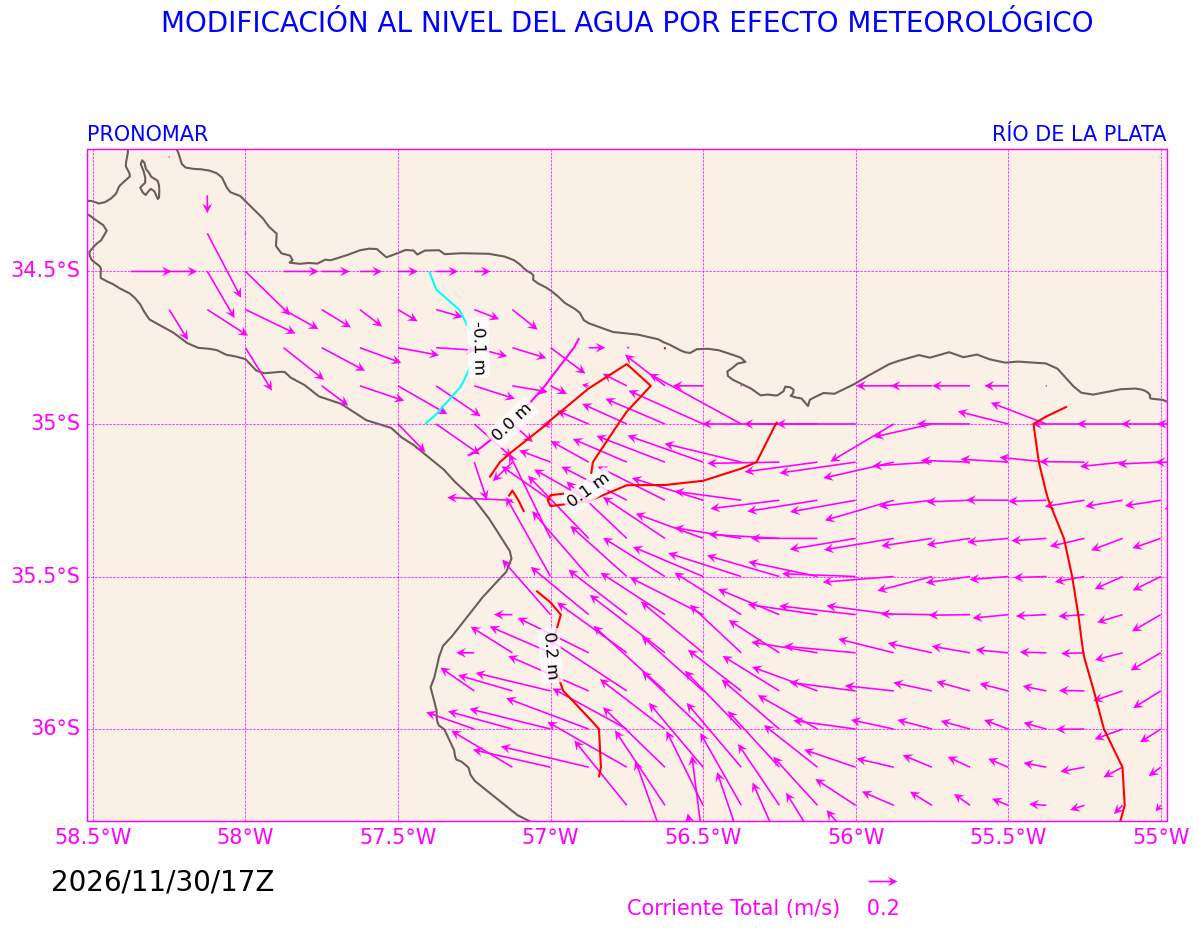 MODIFICACIÓN AL NIVEL DEL AGUA POR EFECTO METEOROLÓGICO
PRONOMAR RÍO DE LA PLATA
34.5°S
-0.1 m
35°S
0.0 m
0.1 m
35.5°S
0.2 m
36°S
58.5°W 58°W 57.5°W 57°W 56.5°W 56°W 55.5°W 55°W
2026/11/30/17Z
Corriente Total (m/s) 0.2